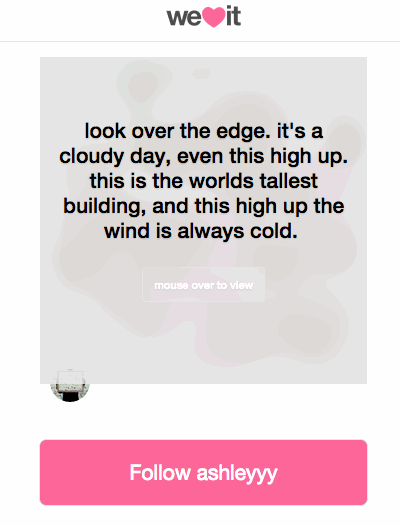 we it
look over the edge. it's a
cloudy day, even this high up.
this is the worlds tallest
building, and this high up the
wind is always cold.
mouse over to view
Follow ashleyyy